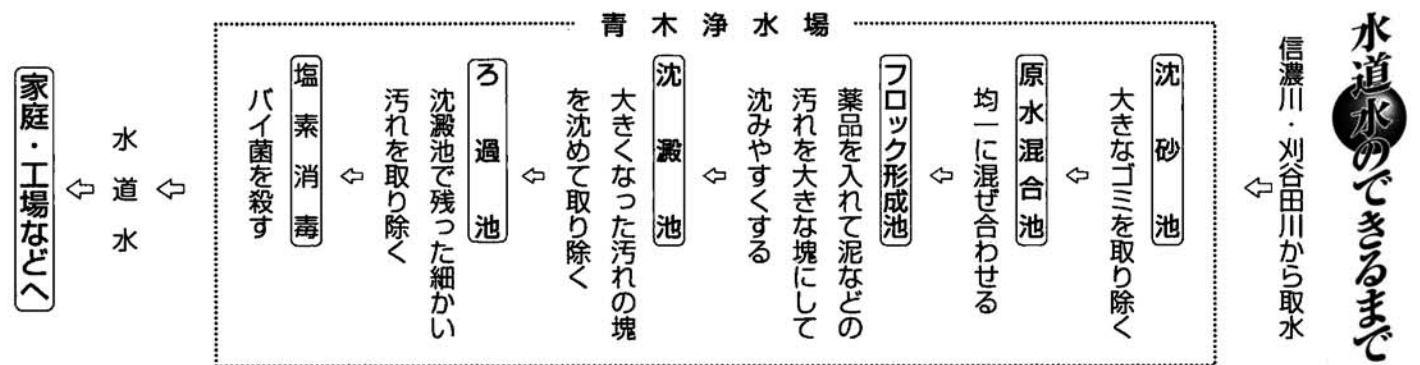 水道水のできるまで
信濃川・刈谷田川から取水
⇦
青木浄水場
沈砂池
大きなゴミを取り除く
⇦
原水混合池
均一に混ぜ合わせる
⇦
フロック形成池
薬品を入れて泥などの
汚れを大きな塊にして
沈みやすくする
⇦
沈澱池
大きくなった汚れの塊
を沈めて取り除く
⇦
ろ過池
沈澱池で残った細かい
汚れを取り除く
⇦
塩素消毒
バイ菌を殺す
⇦
水道水
⇦
家庭・工場などへ